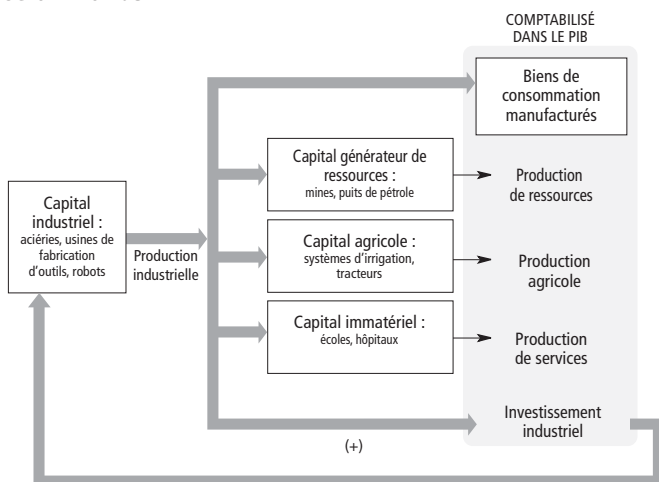 COMPTABILISÉ
DANS LE PIB
Biens de
consommation
manufacturés
Capital générateur de
ressources :
mines, puits de pétrole
Production
de ressources
Capital
industriel :
aciéries, usines de
fabrication
d'outils, robots
Production
industrielle
Capital agricole :
systèmes d'irrigation,
tracteurs
Production
agricole
Capital immatériel :
écoles, hôpitaux
Production
de services
Investissement
industriel
(+)